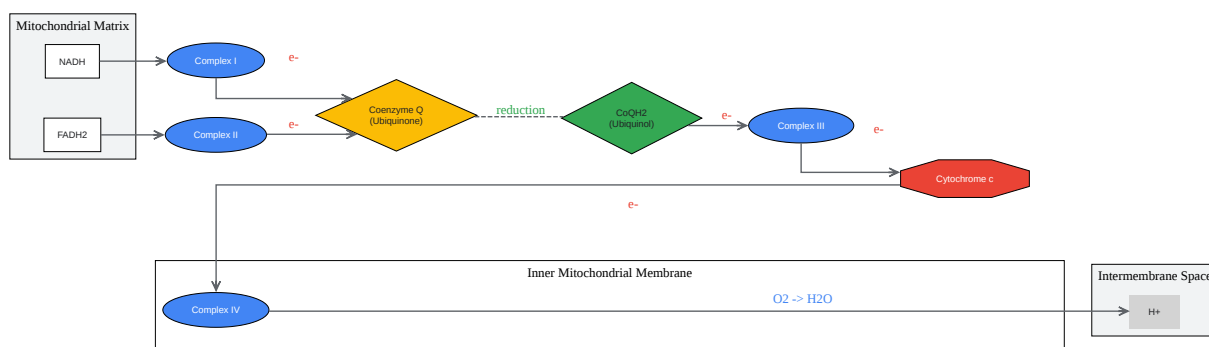 Mitochondrial Matrix
NADH
Complex I
e-
FADH2
Complex II
e-
Coenzyme Q
(Ubiquinone)
reduction
CoQH2
(Ubiquinol)
e-
Complex III
e-
Cytochrome c
e-
Inner Mitochondrial Membrane
Complex IV
O2 -> H2O
Intermembrane Space
H+